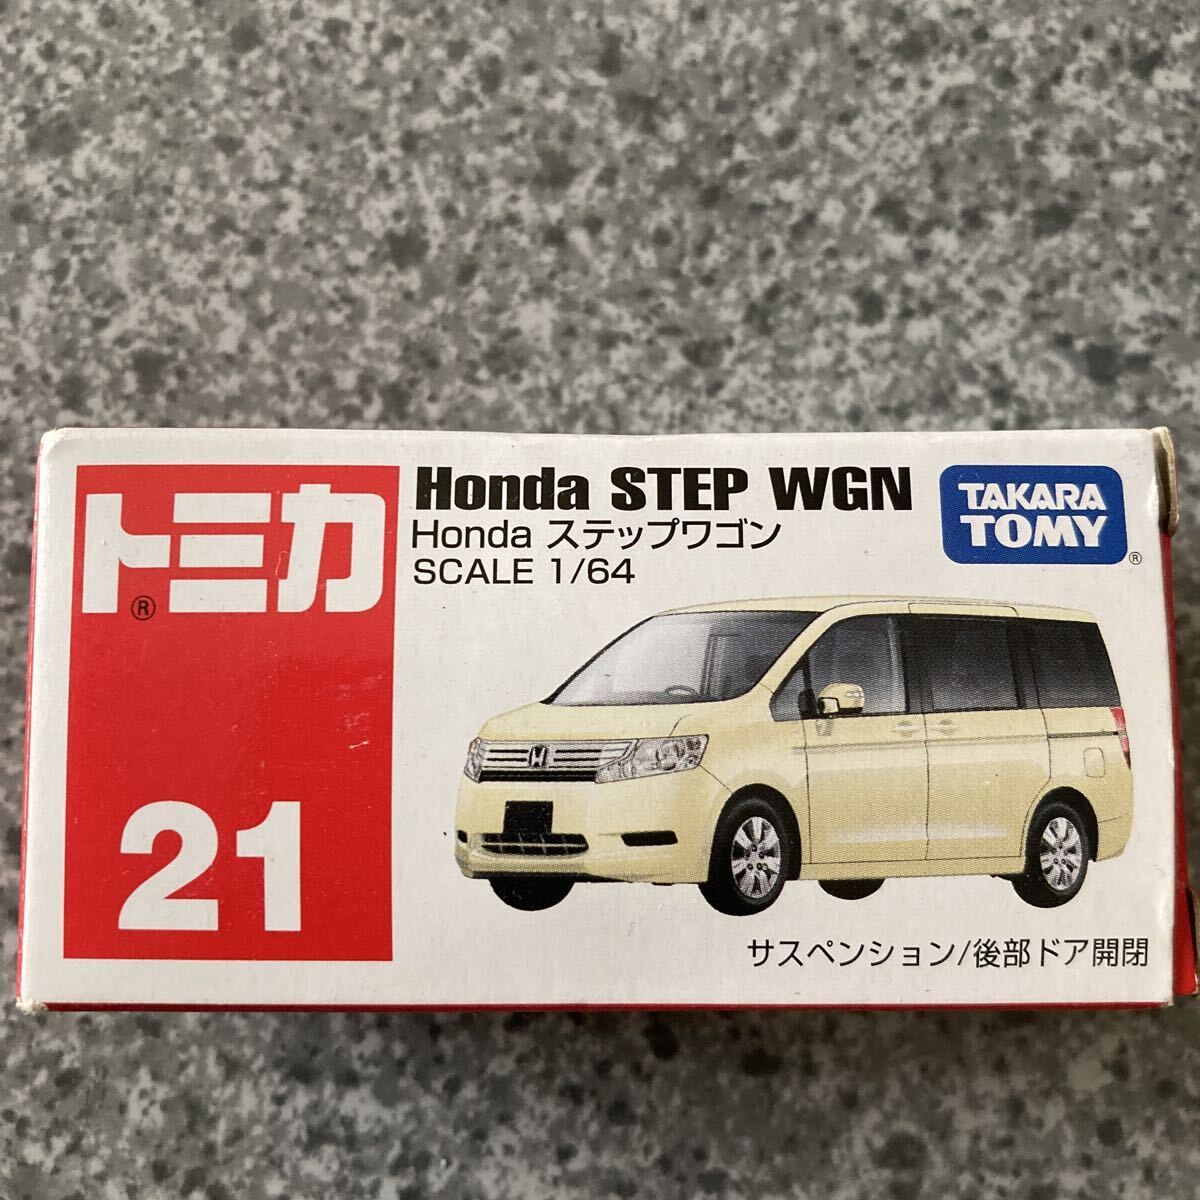 トミカ®
21
Honda STEP WGN
Honda ステップワゴン
SCALE 1/64
TAKARA
TOMY®
サスペンション/後部ドア開閉